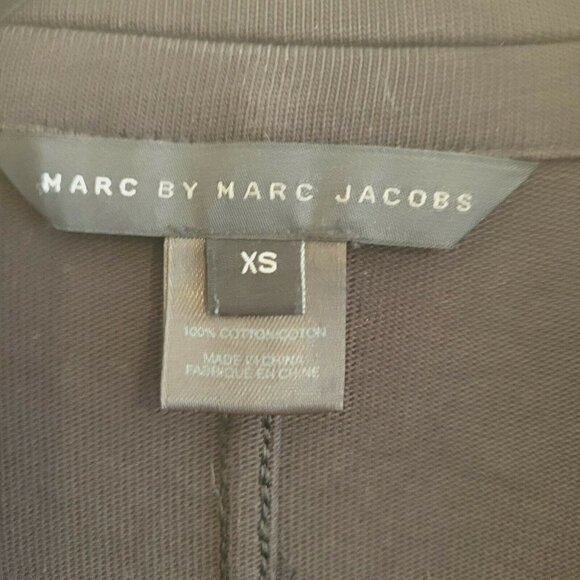 MARC BY MARC JACOBS
XS
100% COTTON/COTON
MADE IN CHINA
FABRIQUE EN CHINE